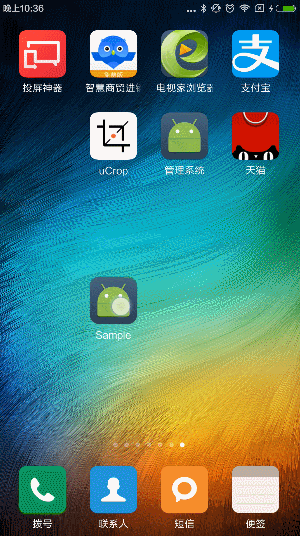 晚上10:36
投屏神器
智慧商贸进销
电视家浏览器
支付宝
uCrop
管理系统
天猫
Sample
拨号
联系人
短信
便签